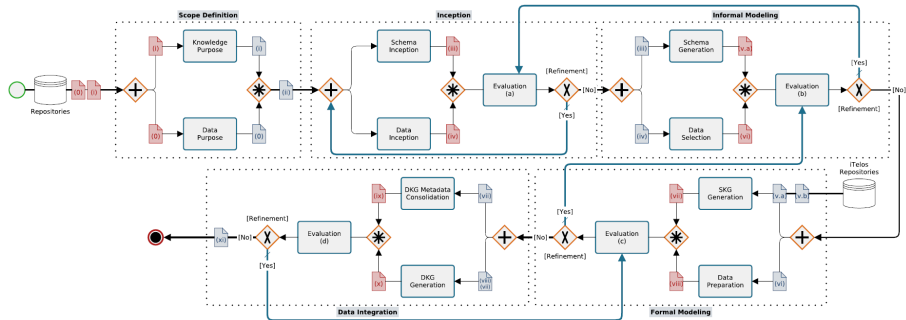 Scope Definition
Inception
Informal Modeling
(i)
Knowledge
Purpose
(i)
Schema
Inception
(iii)
(iii)
Schema
Generation
(v.a)
[Yes]
[Refinement]
Repositories
(0)
(i)
(ii)
Evaluation
(a)
[No]
Evaluation
(b)
[No]
[Yes]
[Refinement]
(0)
Data
Purpose
(0)
Data
Inception
(iv)
(iv)
Data
Selection
(vi)
iTelos
Repositories
(ix)
DKG Metadata
Consolidation
(vii)
(vii)
SKG
Generation
(v.a)
(v.b)
[Refinement]
[Yes]
(xi)
[No]
Evaluation
(d)
[No]
Evaluation
(c)
[Yes]
[Refinement]
(x)
DKG
Generation
(viii)
(viii)
(viii)
Data
Preparation
(vi)
Data Integration
Formal Modeling